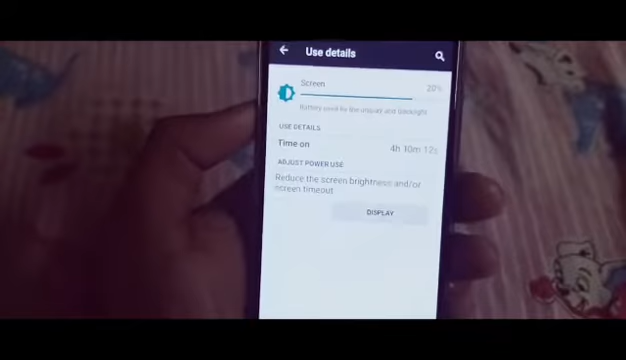 Use details
Screen
20%
Battery used by the display and backlight
USE DETAILS
Time on
4h 10m 12s
ADJUST POWER USE
Reduce the screen brightness and/or
screen timeout
DISPLAY